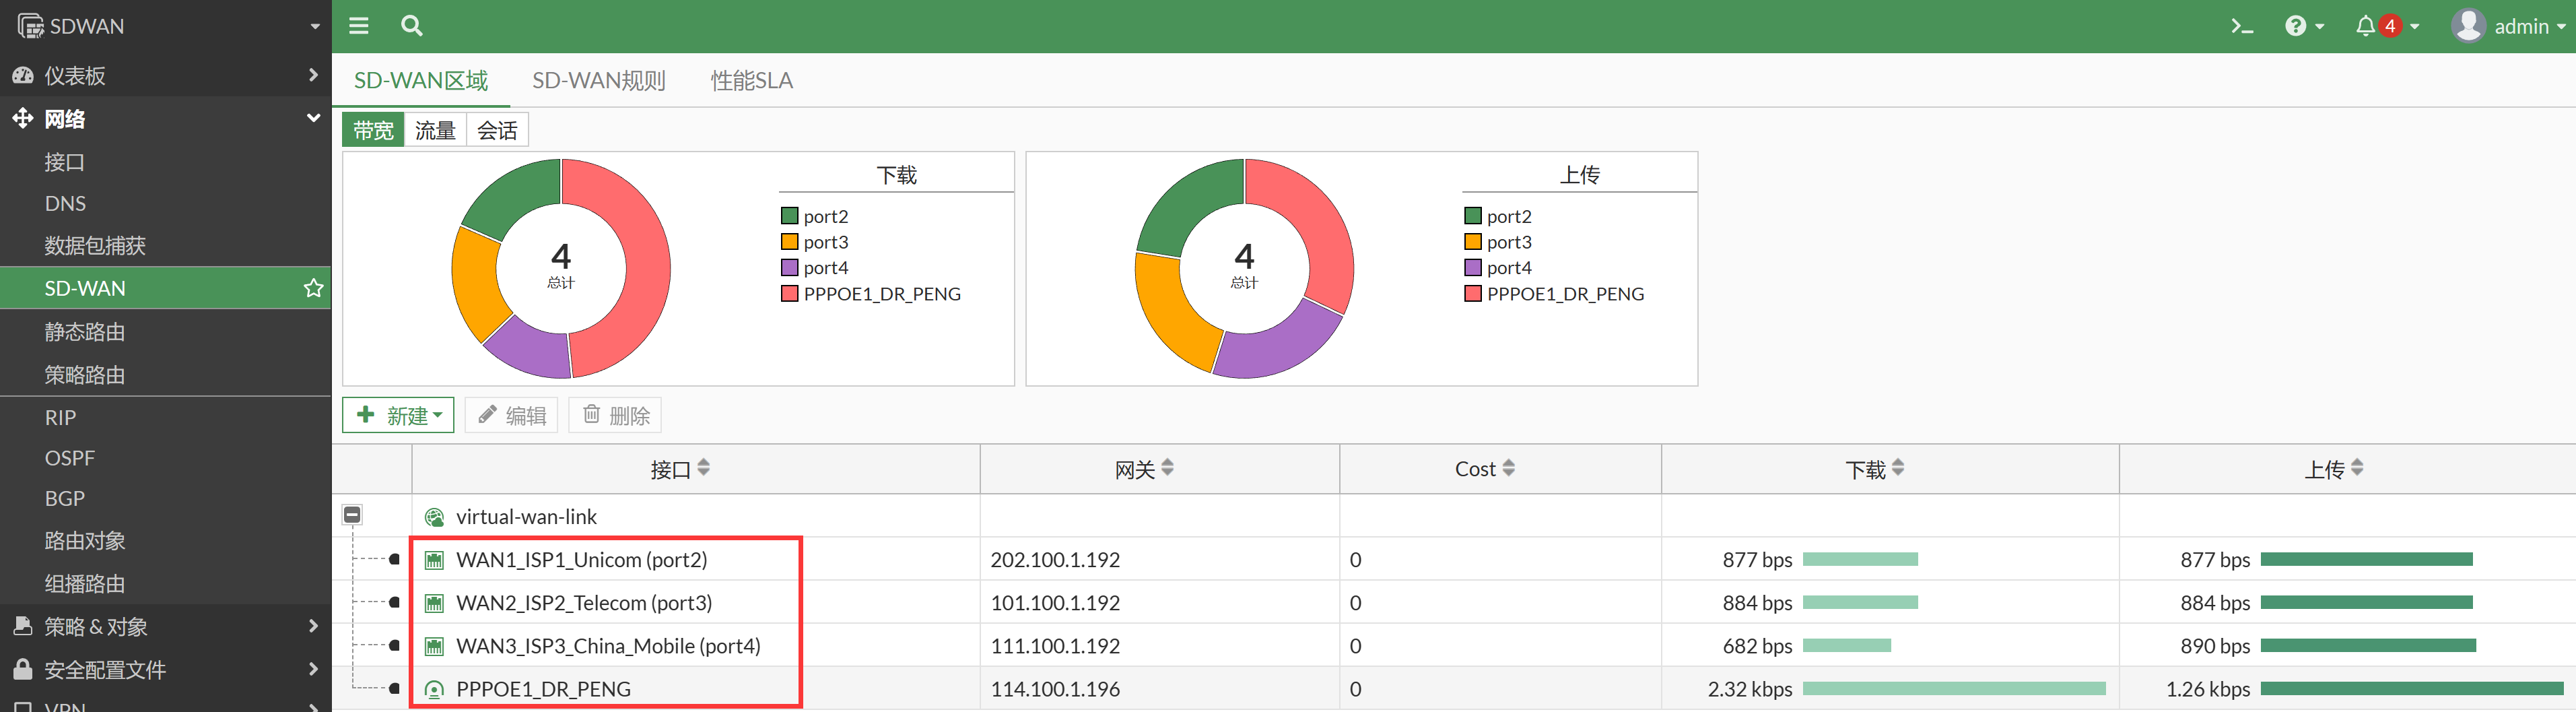 SDWAN
4
admin
仪表板
网络
接口
DNS
数据包捕获
SD-WAN
静态路由
策略路由
RIP
OSPF
BGP
路由对象
组播路由
策略 & 对象
安全配置文件
VPN
SD-WAN区域 SD-WAN规则 性能SLA
带宽 流量 会话
4
总计
下载
port2
port3
port4
PPPOE1_DR_PENG
4
总计
上传
port2
port3
port4
PPPOE1_DR_PENG
新建 编辑 删除
接口 网关 Cost 下载 上传
virtual-wan-link
WAN1_ISP1_Unicom (port2) 202.100.1.192 0 877 bps 877 bps
WAN2_ISP2_Telecom (port3) 101.100.1.192 0 884 bps 884 bps
WAN3_ISP3_China_Mobile (port4) 111.100.1.192 0 682 bps 890 bps
PPPOE1_DR_PENG 114.100.1.196 0 2.32 kbps 1.26 kbps